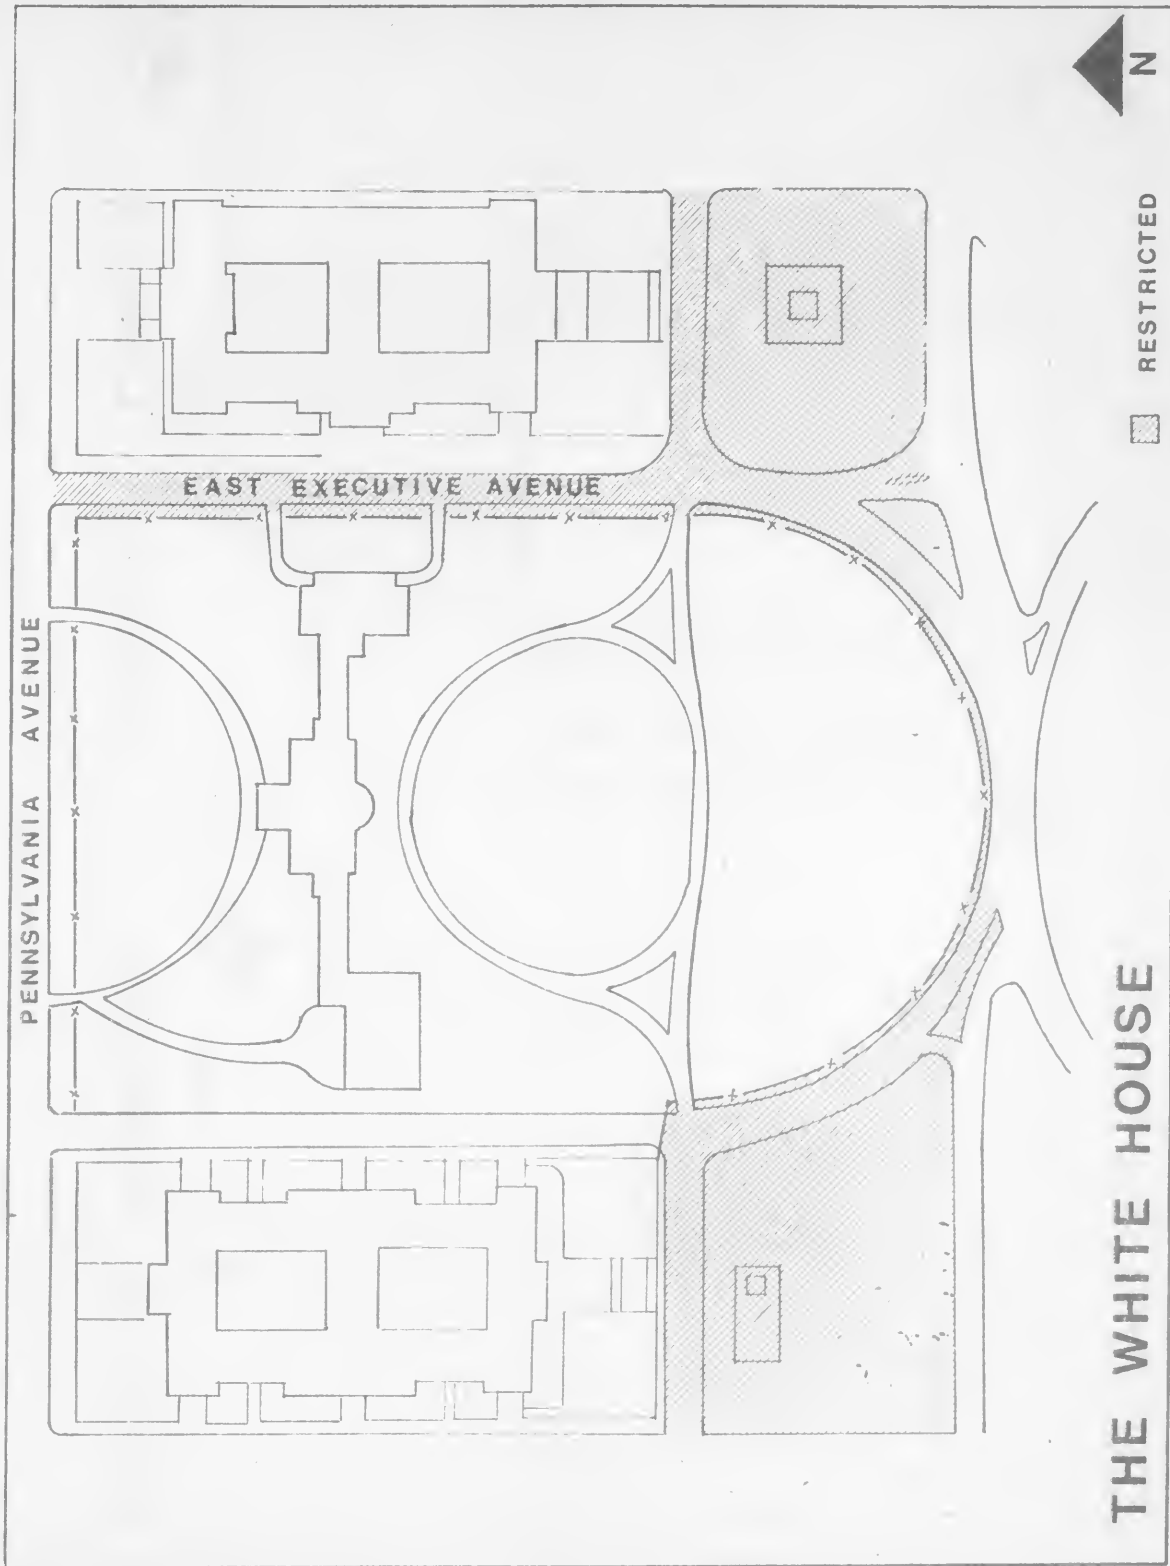 PENNSYLVANIA AVENUE
EAST EXECUTIVE AVENUE
THE WHITE HOUSE
RESTRICTED
N